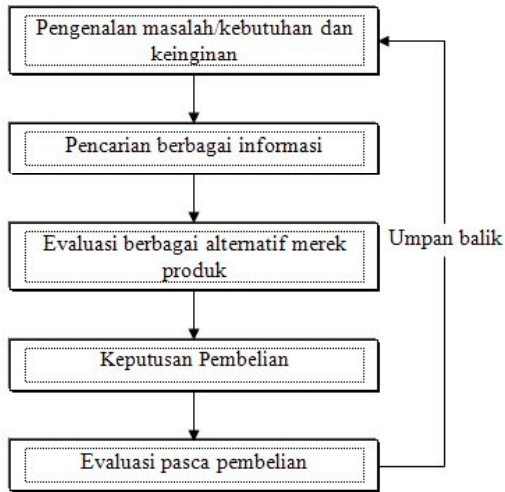 Pengenalan masalah/kebutuhan dan
keinginan
Pencarian berbagai informasi
Evaluasi berbagai alternatif merek
produk
Umpan balik
Keputusan Pembelian
Evaluasi pasca pembelian